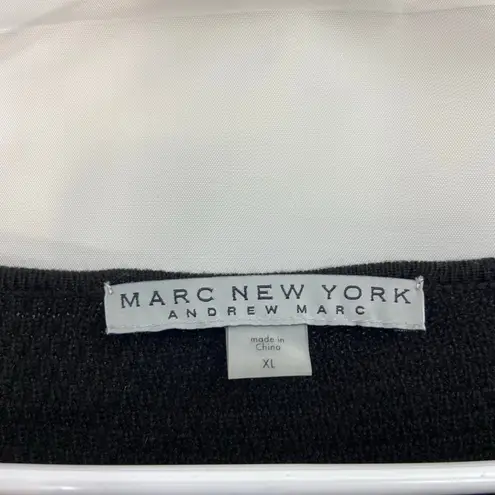 MARC NEW YORK
ANDREW MARC
made in
China
XL